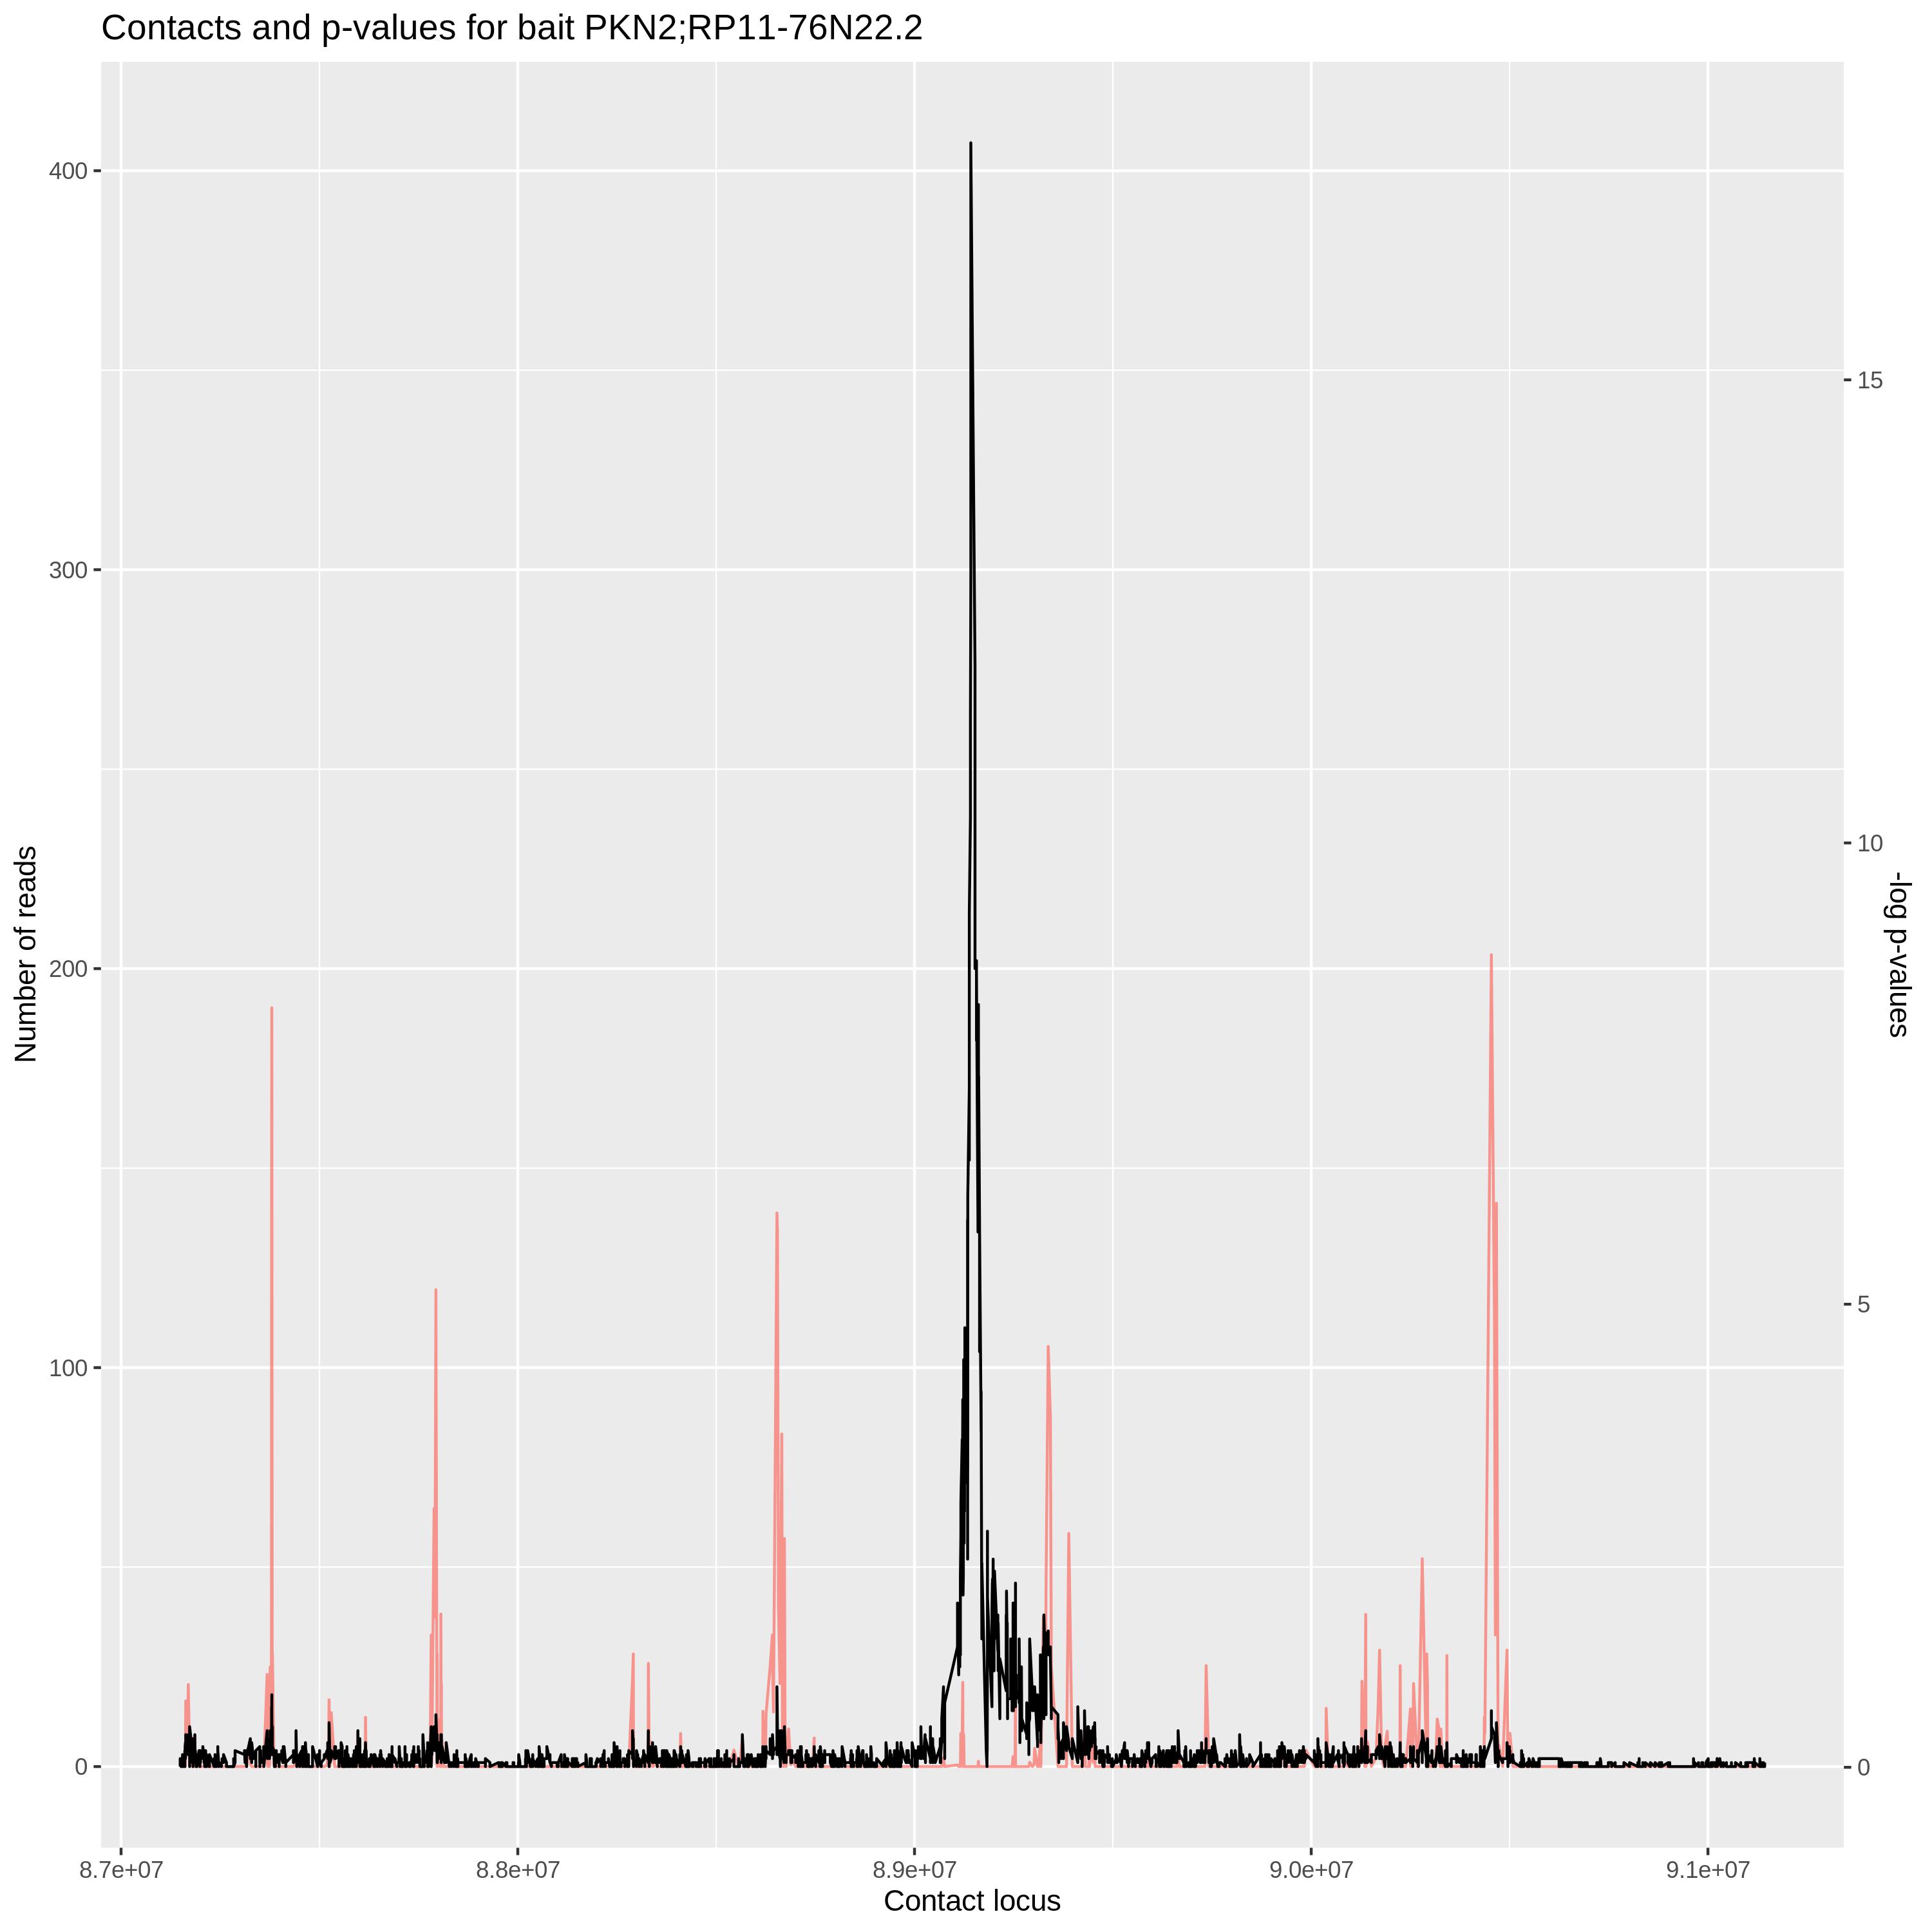 Contacts and p-values for bait PKN2;RP11-76N22.2
400
300
200
100
0
Number of reads
15
10
5
0
-log p-values
8.7e+07
8.8e+07
8.9e+07
9.0e+07
9.1e+07
Contact locus